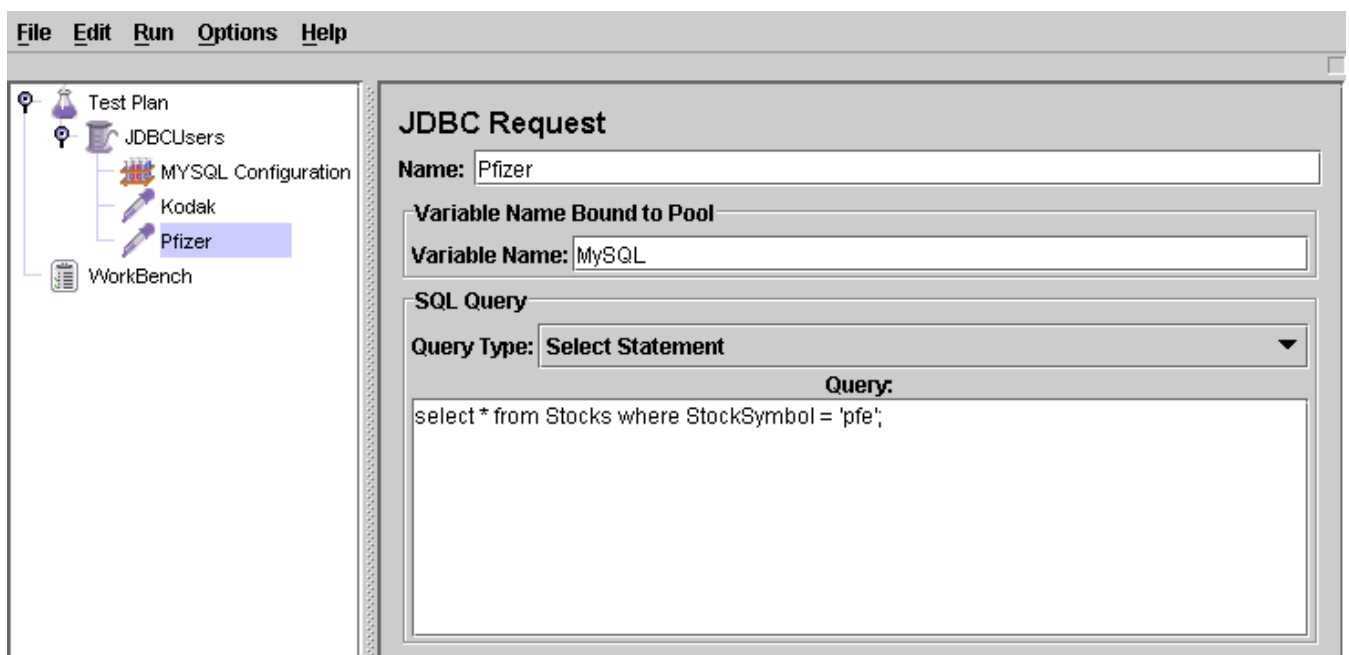 File Edit Run Options Help
Test Plan
JDBCUsers
MYSQL Configuration
Kodak
Pfizer
WorkBench
JDBC Request
Name: Pfizer
Variable Name Bound to Pool
Variable Name: MySQL
SQL Query
Query Type: Select Statement
Query:
select * from Stocks where StockSymbol = 'pfe';